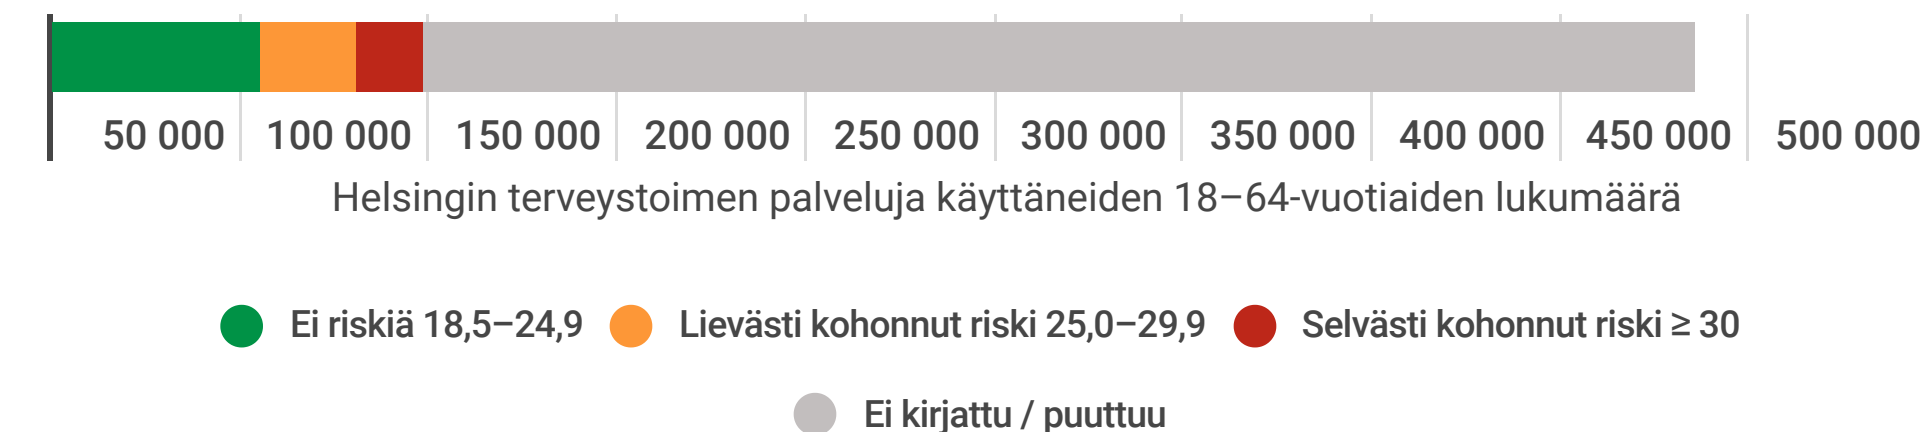 50 000 100 000 150 000 200 000 250 000 300 000 350 000 400 000 450 000 500 000
Helsingin terveystoimen palveluja käyttäneiden 18–64-vuotiaiden lukumäärä
Ei riskiä 18,5–24,9 Lievästi kohonnut riski 25,0–29,9 Selvästi kohonnut riski ≥ 30
Ei kirjattu / puuttuu